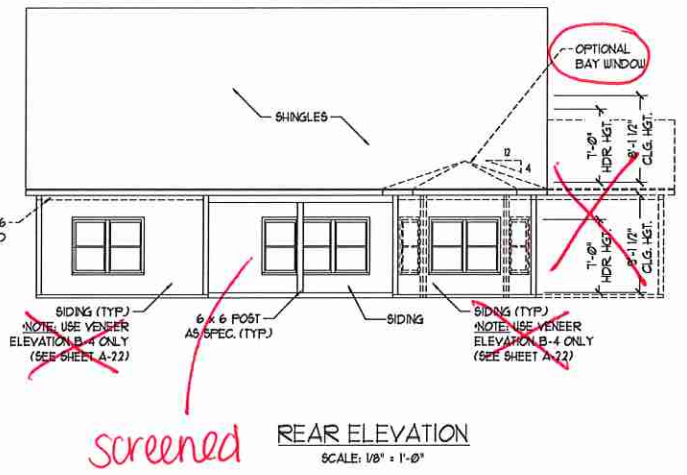 OPTIONAL
BAY WINDOW
SHINGLES
12
4
7'-0"
HDR. HGT.
8'-1 1/2"
CLG. HGT.
7'-0"
HDR. HGT.
8'-1 1/2"
CLG. HGT.
6
O
SIDING (TYP.)
*NOTE: USE VENEER
ELEVATION B-4 ONLY
(SEE SHEET A-22)
6 x 6 POST
AS SPEC. (TYP.)
SIDING
SIDING (TYP.)
*NOTE: USE VENEER
ELEVATION B-4 ONLY
(SEE SHEET A-22)
screened
REAR ELEVATION
SCALE: 1/8" = 1'-0"